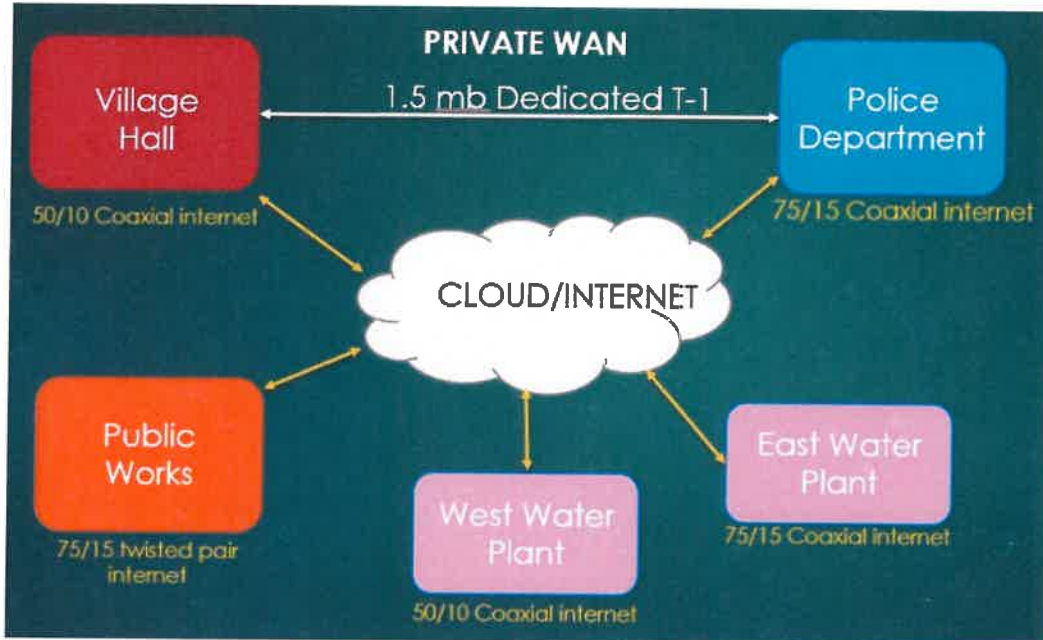 PRIVATE WAN
Village
Hall
1.5 mb Dedicated T-1
Police
Department
50/10 Coaxial internet
75/15 Coaxial internet
CLOUD/INTERNET
Public
Works
75/15 twisted pair
internet
West Water
Plant
50/10 Coaxial internet
East Water
Plant
75/15 Coaxial internet